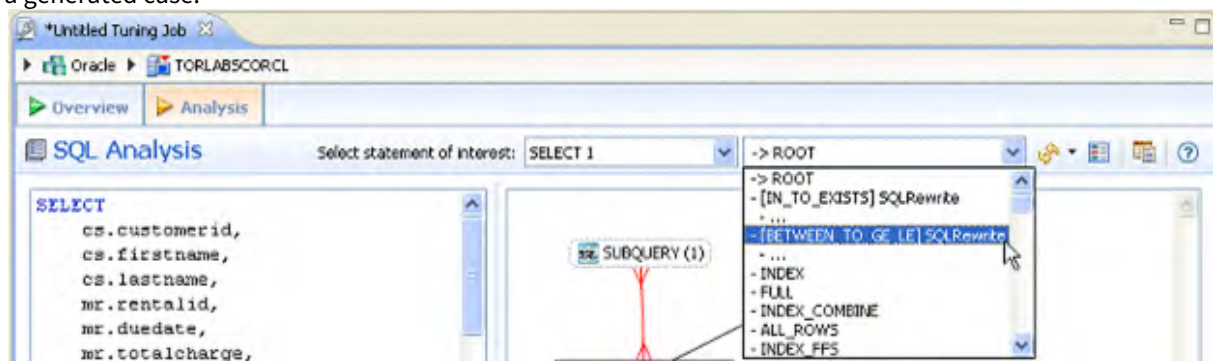 a generated case.
*Untitled Tuning Job
Oracle TORLABSCORCL
Overview Analysis
SQL Analysis Select statement of interest: SELECT 1 -> ROOT
-> ROOT
- [IN_TO_EXISTS] SQLRewrite
- ...
- [BETWEEN_TO_GE_LE] SQLRewrite
- ...
- INDEX
- FULL
- INDEX_COMBINE
- ALL_ROWS
- INDEX_FFS
SELECT
cs.customerid,
cs.firstname,
cs.lastname,
mr.rentalid,
mr.duedate,
mr.totalcharge,
SUBQUERY (1)